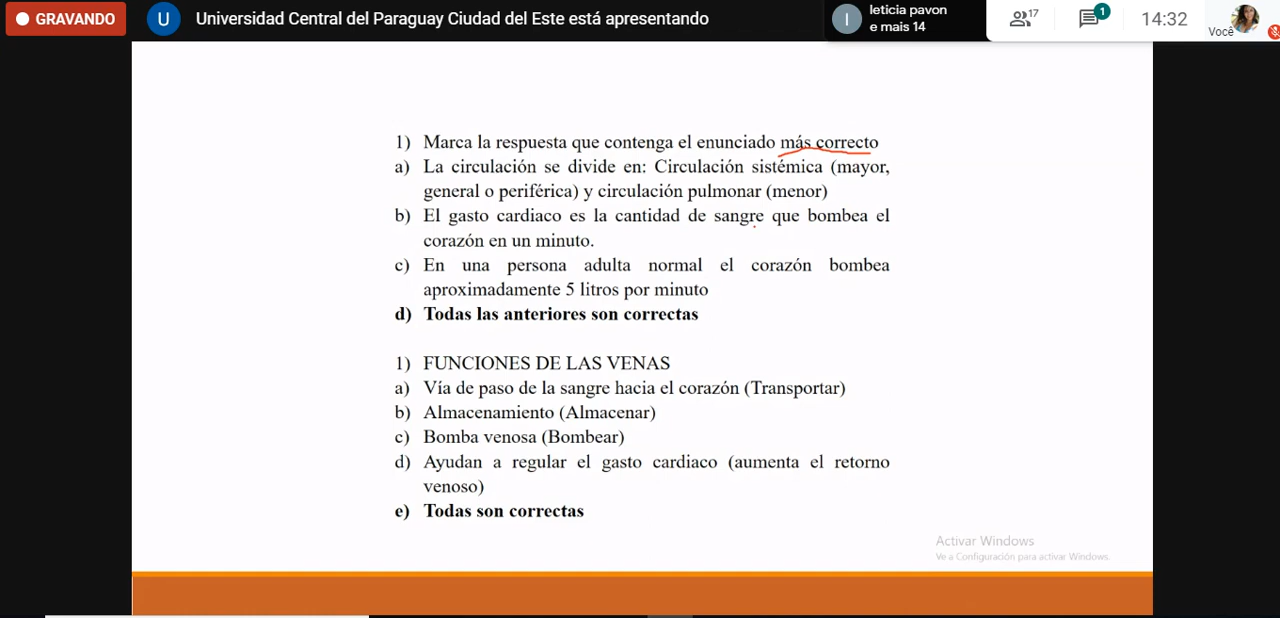 GRAVANDO
U
Universidad Central del Paraguay Ciudad del Este está apresentando
I
leticia pavon
e mais 14
17
1
14:32
Você
1) Marca la respuesta que contenga el enunciado más correcto
a) La circulación se divide en: Circulación sistémica (mayor,
general o periférica) y circulación pulmonar (menor)
b) El gasto cardiaco es la cantidad de sangre que bombea el
corazón en un minuto.
c) En una persona adulta normal el corazón bombea
aproximadamente 5 litros por minuto
d) Todas las anteriores son correctas
1) FUNCIONES DE LAS VENAS
a) Vía de paso de la sangre hacia el corazón (Transportar)
b) Almacenamiento (Almacenar)
c) Bomba venosa (Bombear)
d) Ayudan a regular el gasto cardiaco (aumenta el retorno
venoso)
e) Todas son correctas
Activar Windows
Ve a Configuración para activar Windows.